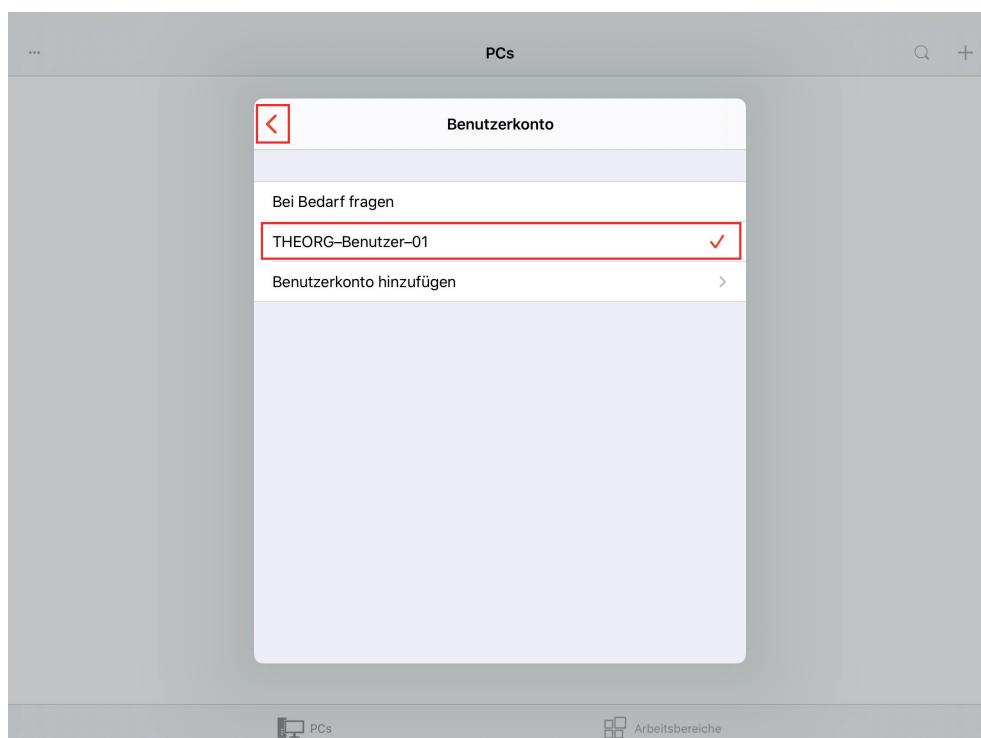 PCs
Benutzerkonto
Bei Bedarf fragen
THEORG–Benutzer–01
Benutzerkonto hinzufügen
PCs
Arbeitsbereiche